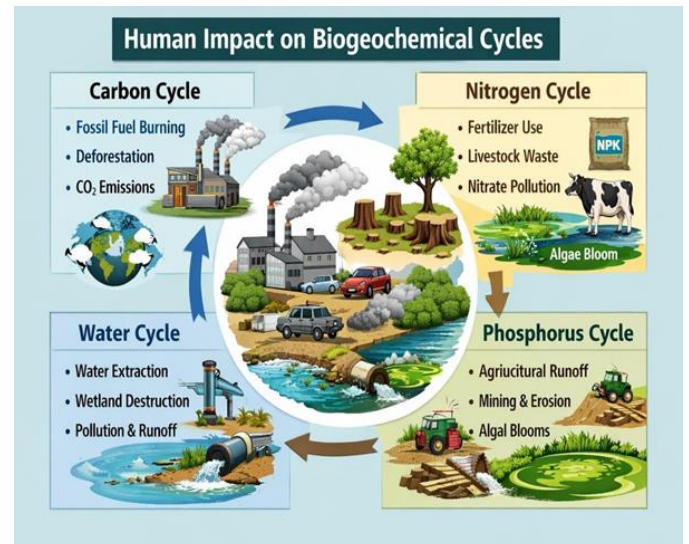 Human Impact on Biogeochemical Cycles
Carbon Cycle
• Fossil Fuel Burning
• Deforestation
• CO₂ Emissions
Nitrogen Cycle
• Fertilizer Use
• Livestock Waste
• Nitrate Pollution
NPK
Algae Bloom
Water Cycle
• Water Extraction
• Wetland Destruction
• Pollution & Runoff
Phosphorus Cycle
• Agriucitural Runoff
• Mining & Erosion
• Algal Blooms